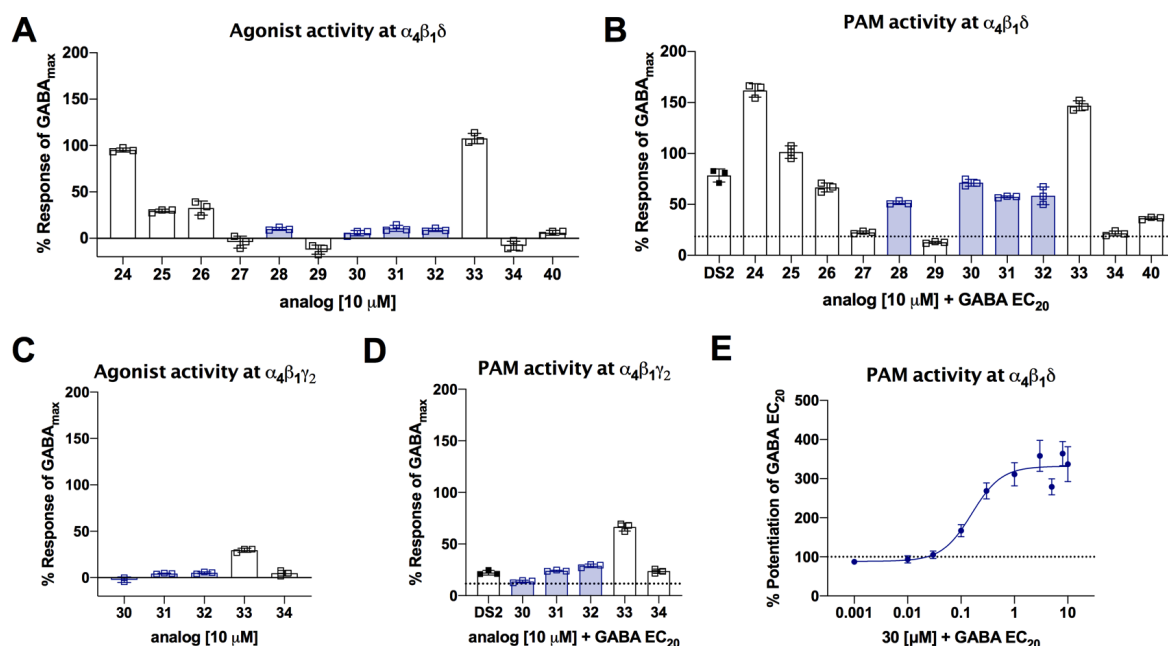 A
Agonist activity at α₄β₁δ
% Response of GABAmax
200
150
100
50
0
24 25 26 27 28 29 30 31 32 33 34 40
analog [10 μM]
B
PAM activity at α₄β₁δ
% Response of GABAmax
200
150
100
50
0
DS2 24 25 26 27 28 29 30 31 32 33 34 40
analog [10 μM] + GABA EC₂₀
C
Agonist activity at α₄β₁γ₂
% Response of GABAmax
200
150
100
50
0
30 31 32 33 34
analog [10 μM]
D
PAM activity at α₄β₁γ₂
% Response of GABAmax
200
150
100
50
0
DS2 30 31 32 33 34
analog [10 μM] + GABA EC₂₀
E
PAM activity at α₄β₁δ
% Potentiation of GABA EC₂₀
500
400
300
200
100
0
0.001 0.01 0.1 1 10
30 [μM] + GABA EC₂₀